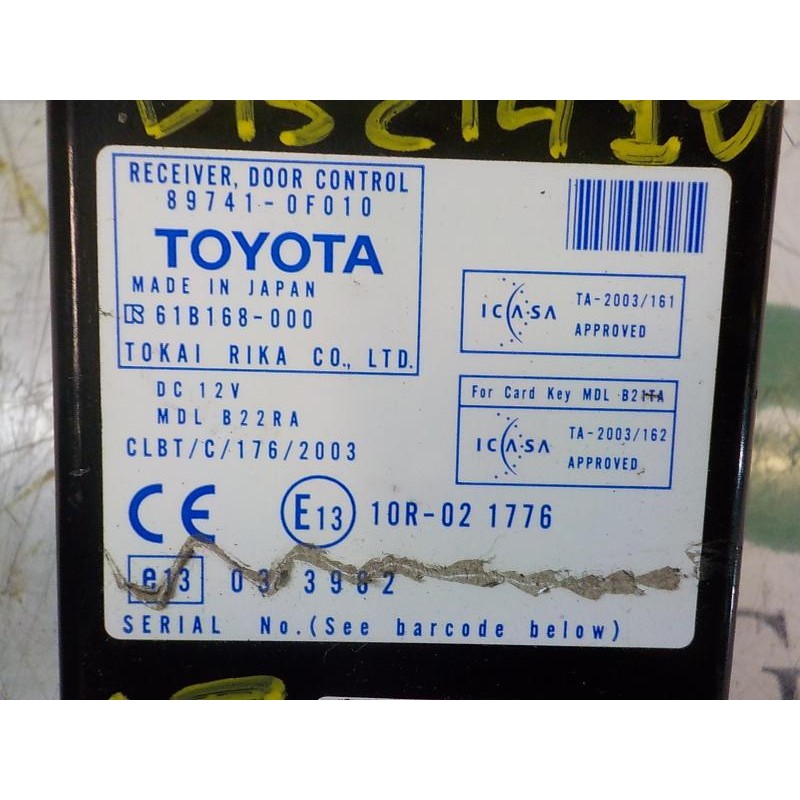 RECEIVER, DOOR CONTROL
89741-0F010
TOYOTA
MADE IN JAPAN
61B168-000
TOKAI RIKA CO., LTD.
DC 12V
MDL B22RA
CLBT/C/176/2003
ICASA
TA-2003/161
APPROVED
For Card Key MDL B21TA
ICASA
TA-2003/162
APPROVED
CE
E13 10R-02 1776
e13 03 3982
SERIAL No.(See barcode below)